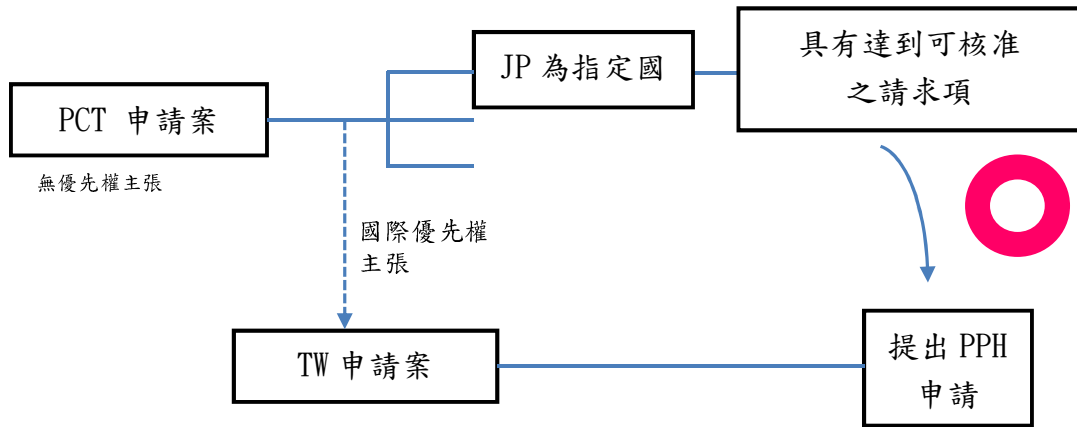 JP 為指定國
具有達到可核准
之請求項
PCT 申請案
無優先權主張
國際優先權
主張
TW 申請案
提出 PPH
申請